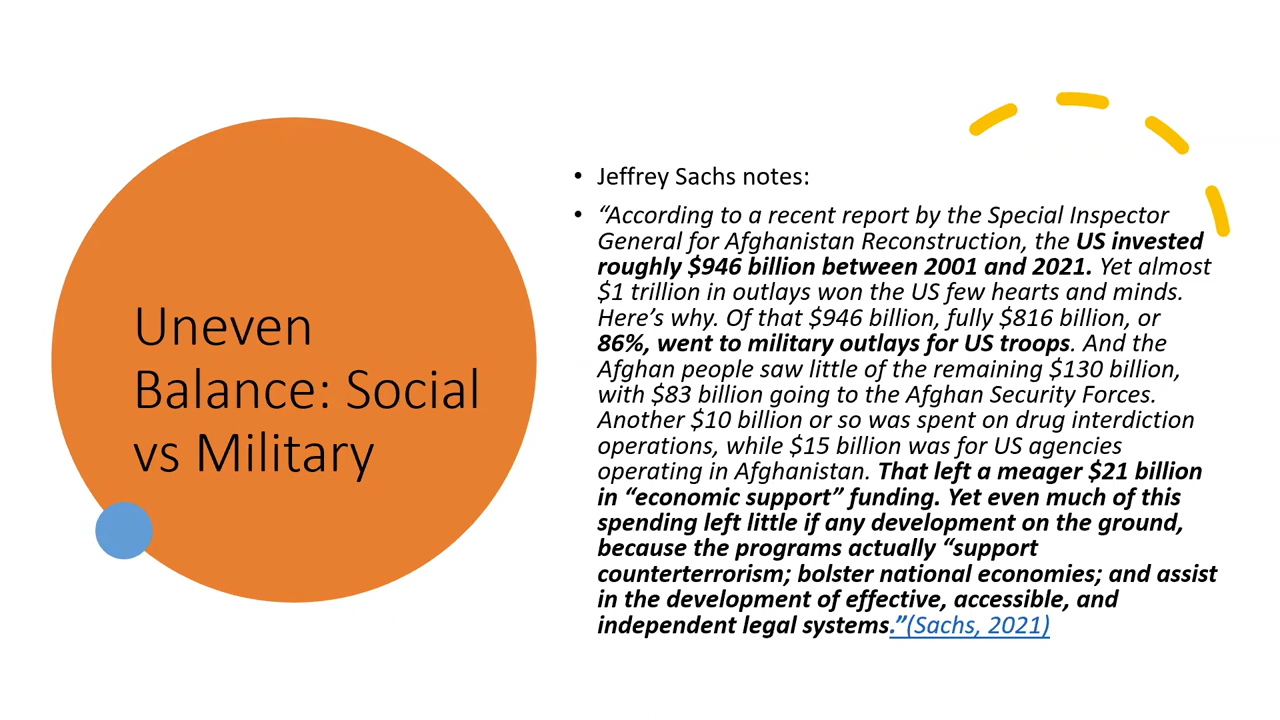 Uneven
Balance: Social
vs Military
• Jeffrey Sachs notes:
• “According to a recent report by the Special Inspector
General for Afghanistan Reconstruction, the US invested
roughly $946 billion between 2001 and 2021. Yet almost
$1 trillion in outlays won the US few hearts and minds.
Here’s why. Of that $946 billion, fully $816 billion, or
86%, went to military outlays for US troops. And the
Afghan people saw little of the remaining $130 billion,
with $83 billion going to the Afghan Security Forces.
Another $10 billion or so was spent on drug interdiction
operations, while $15 billion was for US agencies
operating in Afghanistan. That left a meager $21 billion
in “economic support” funding. Yet even much of this
spending left little if any development on the ground,
because the programs actually “support
counterterrorism; bolster national economies; and assist
in the development of effective, accessible, and
independent legal systems.”(Sachs, 2021)